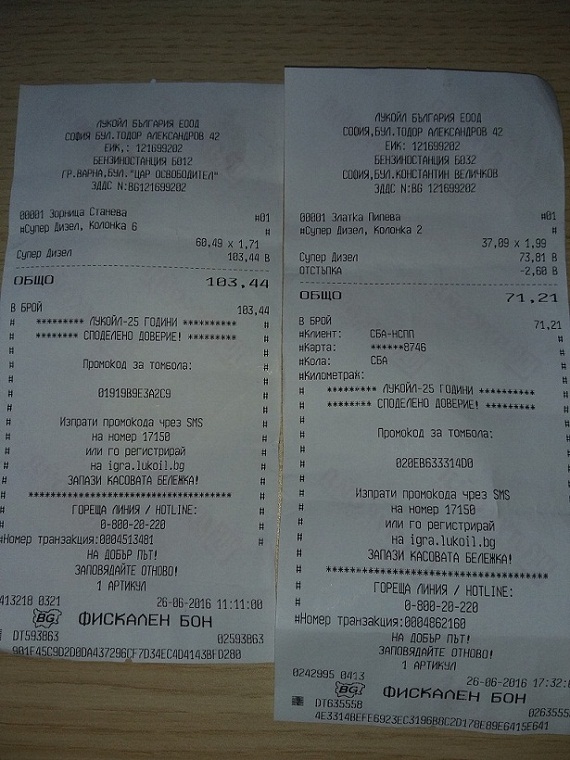 ЛУКОЙЛ БЪЛГАРИЯ ЕООД
СОФИЯ БУЛ.ТОДОР АЛЕКСАНДРОВ 42
ЕИК,: 121699202
БЕНЗИНОСТАНЦИЯ Б012
ГР.ВАРНА,БУЛ."ЦАР ОСВОБОДИТЕЛ"
ЗДДС N:BG121699202
00001 Зорница Станева #01
#Супер Дизел, Колонка 6
60,49 x 1,71
Супер Дизел 103,44 В
ОБЩО 103,44
В БРОЙ 103,44
# ********* ЛУКОЙЛ-25 ГОДИНИ ********** #
# ******** СПОДЕЛЕНО ДОВЕРИЕ! ********* #
# Промокод за томбола: #
# 01919B9E3A2C9 #
# Изпрати промокода чрез SMS #
# на номер 17150 #
# или го регистрирай #
# на igra.lukoil.bg #
# ЗАПАЗИ КАСОВАТА БЕЛЕЖКА! #
#***********************************#
# ГОРЕЩА ЛИНИЯ / HOTLINE: #
# 0-800-20-220 #
#Номер транзакция:0004513481 #
НА ДОБЪР ПЪТ!
ЗАПОВЯДАЙТЕ ОТНОВО!
1 АРТИКУЛ
413218 0321 26-06-2016 11:11:00
BG ФИСКАЛЕН БОН
DT593863 02593863
ЛУКОЙЛ БЪЛГАРИЯ ЕООД
СОФИЯ,БУЛ.ТОДОР АЛЕКСАНДРОВ 42
ЕИК: 121699202
БЕНЗИНОСТАНЦИЯ Б032
СОФИЯ,БУЛ.КОНСТАНТИН ВЕЛИЧКОВ
ЗДДС N:BG 121699202
00001 Златка Пипева #01
#Супер Дизел, Колонка 2 #
37,09 x 1,99
Супер Дизел 73,81 В
ОТСТЪПКА -2,60 В
ОБЩО 71,21
В БРОЙ 71,21
#Клиент: СБА-НСПП #
#Карта: ******8746 #
#Кола: СБА #
#Километраж: #
# ********* ЛУКОЙЛ-25 ГОДИНИ ********** #
# ******** СПОДЕЛЕНО ДОВЕРИЕ! ********* #
# Промокод за томбола: #
# 020EB633314D0 #
# Изпрати промокода чрез SMS #
# на номер 17150 #
# или го регистрирай #
# на igra.lukoil.bg #
# ЗАПАЗИ КАСОВАТА БЕЛЕЖКА! #
#***********************************#
# ГОРЕЩА ЛИНИЯ / HOTLINE: #
# 0-800-20-220 #
#Номер транзакция:0004862160 #
НА ДОБЪР ПЪТ!
ЗАПОВЯДАЙТЕ ОТНОВО!
1 АРТИКУЛ
0242995 0413 26-06-2016 17:32:0
BG ФИСКАЛЕН БОН
DT635558 0263555